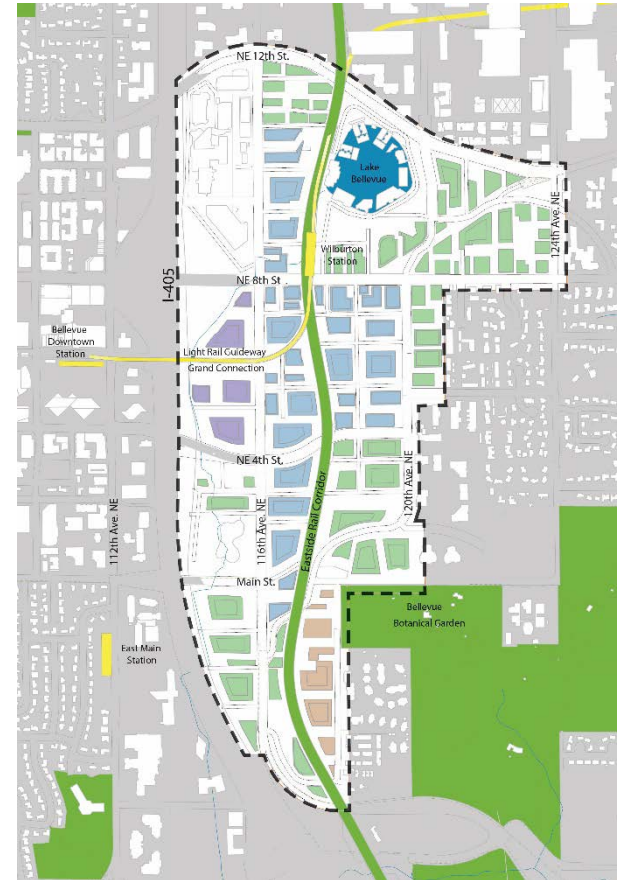 NE 12th St.
Lake
Bellevue
124th Ave. NE
Wilburton
Station
I-405
NE 8th St
Bellevue
Downtown
Station
Light Rail Guideway
Grand Connection
NE 4th St.
112th Ave. NE
116th Ave. NE
Eastside Rail Corridor
120th Ave. NE
Main St.
Bellevue
Botanical Garden
East Main
Station